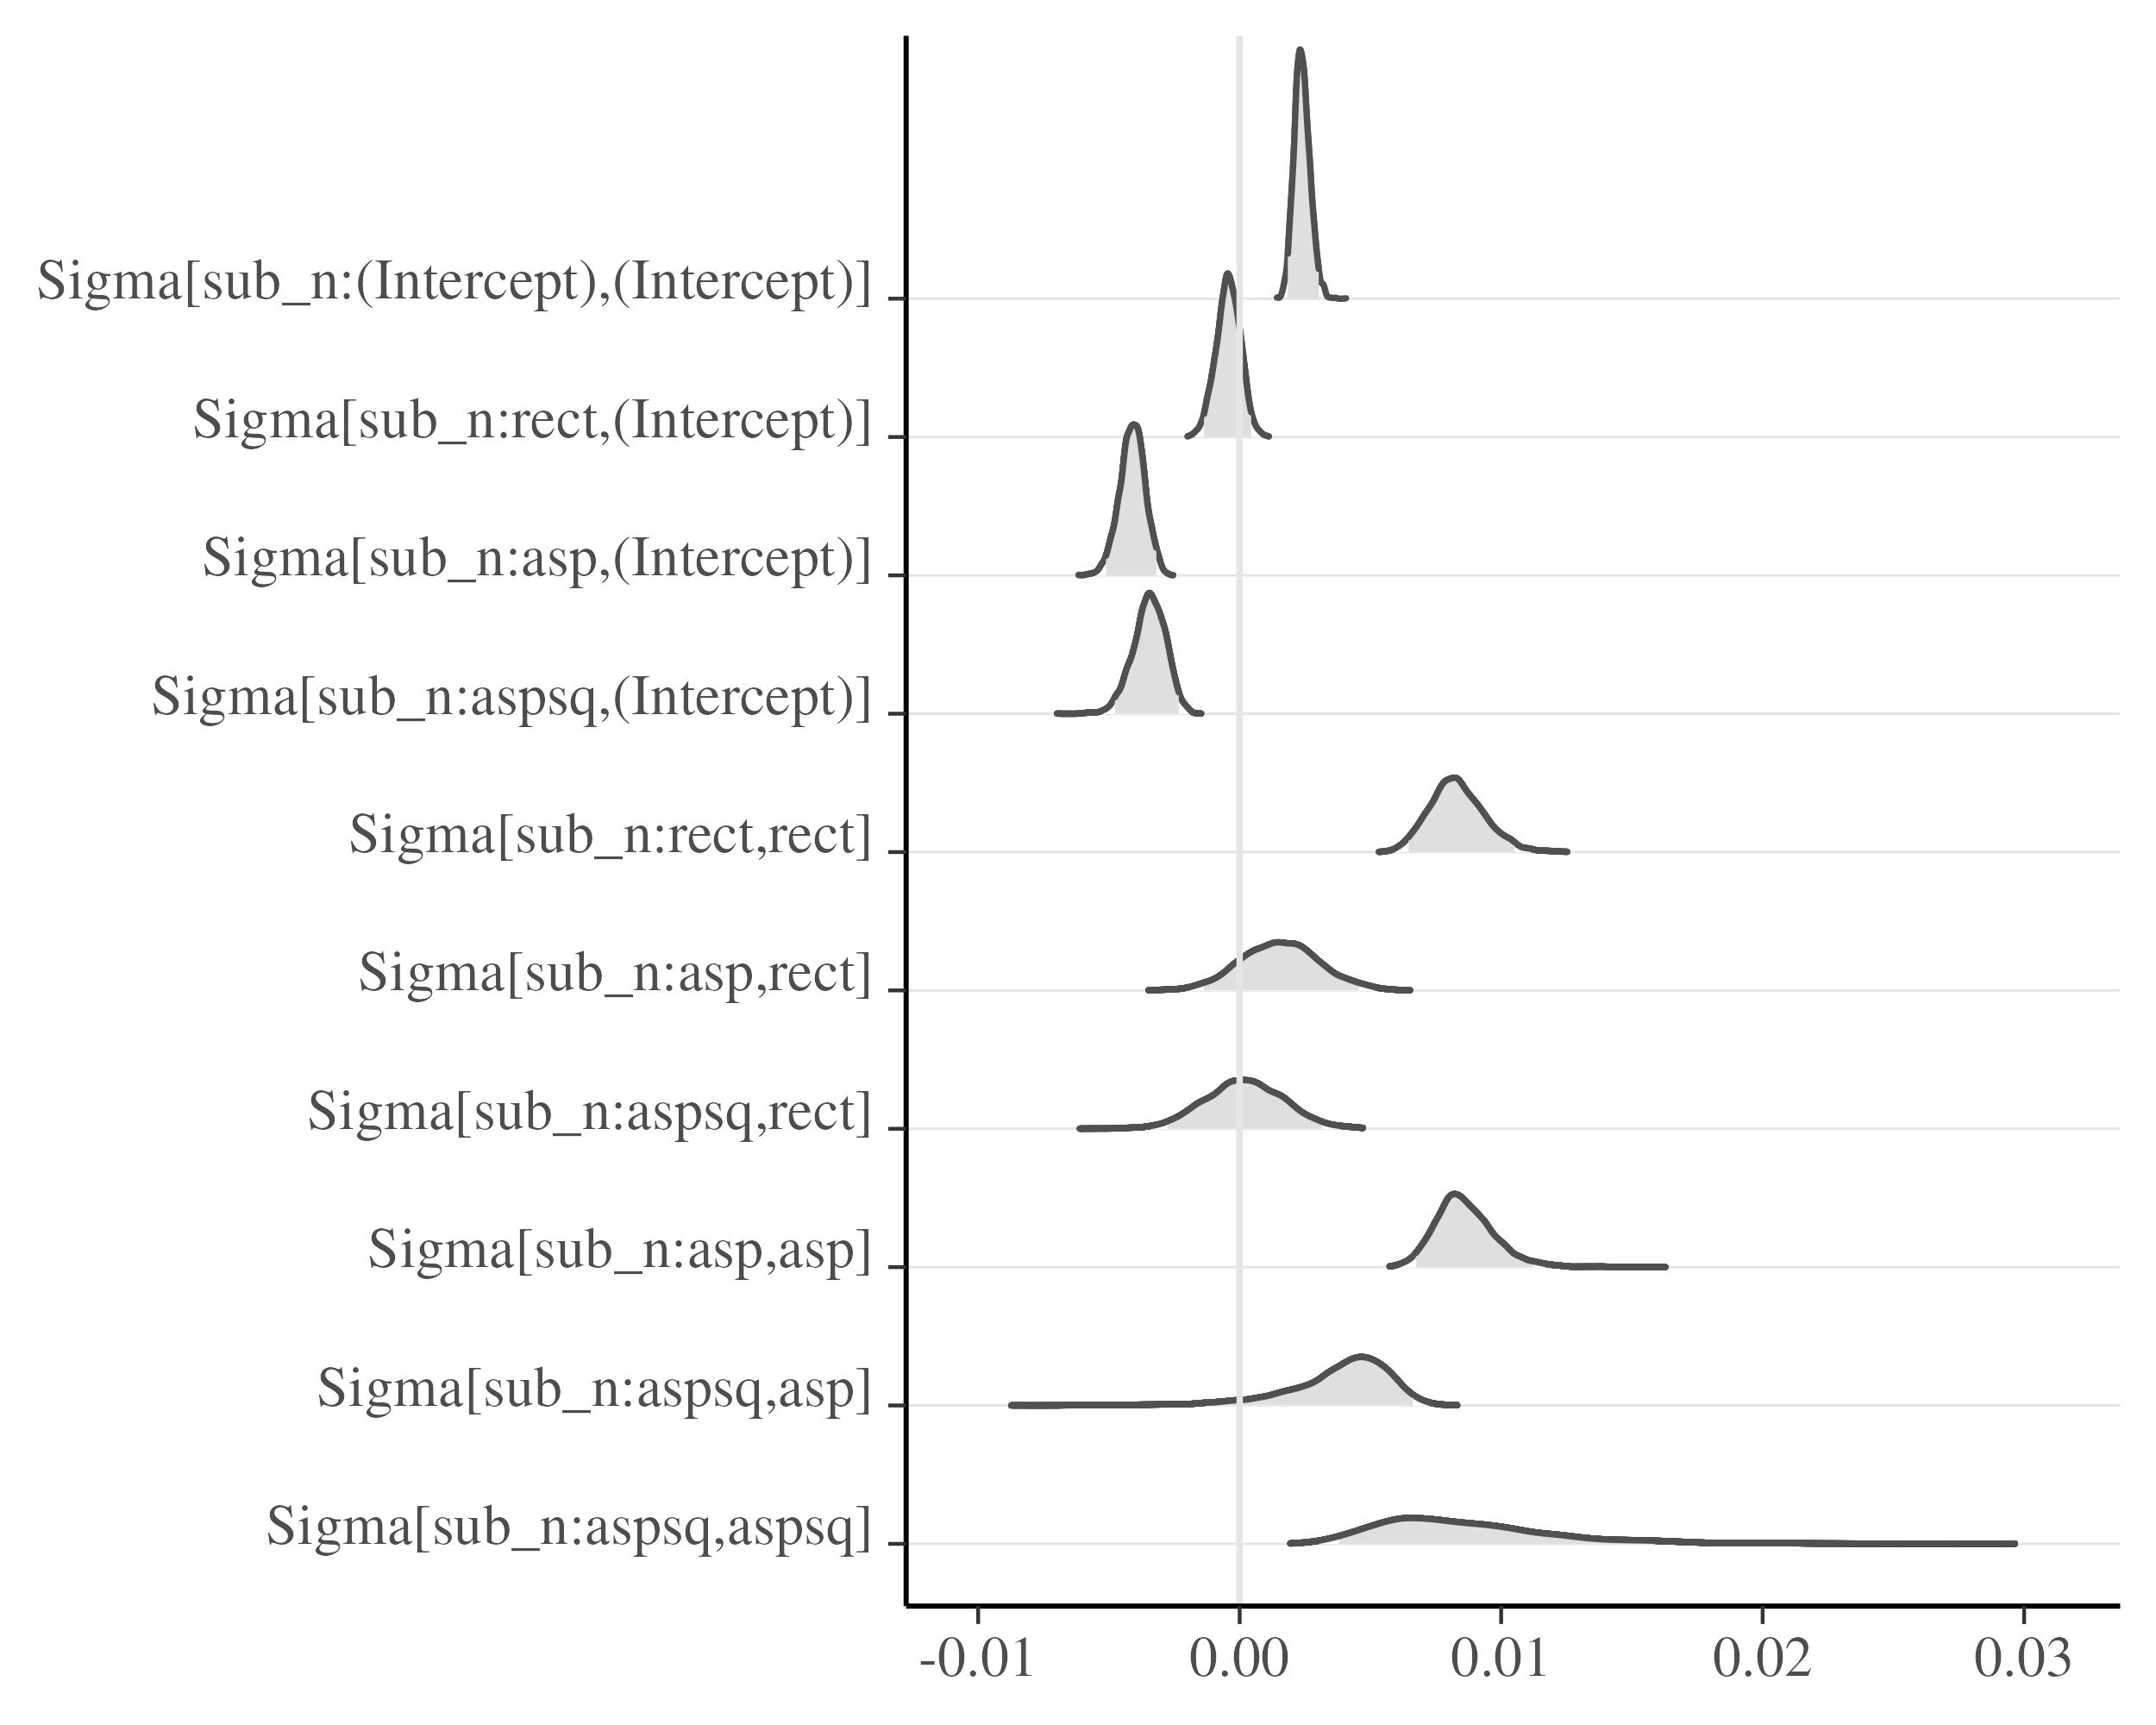 Sigma[sub_n:(Intercept),(Intercept)]
Sigma[sub_n:rect,(Intercept)]
Sigma[sub_n:asp,(Intercept)]
Sigma[sub_n:aspsq,(Intercept)]
Sigma[sub_n:rect,rect]
Sigma[sub_n:asp,rect]
Sigma[sub_n:aspsq,rect]
Sigma[sub_n:asp,asp]
Sigma[sub_n:aspsq,asp]
Sigma[sub_n:aspsq,aspsq]
-0.01 0.00 0.01 0.02 0.03